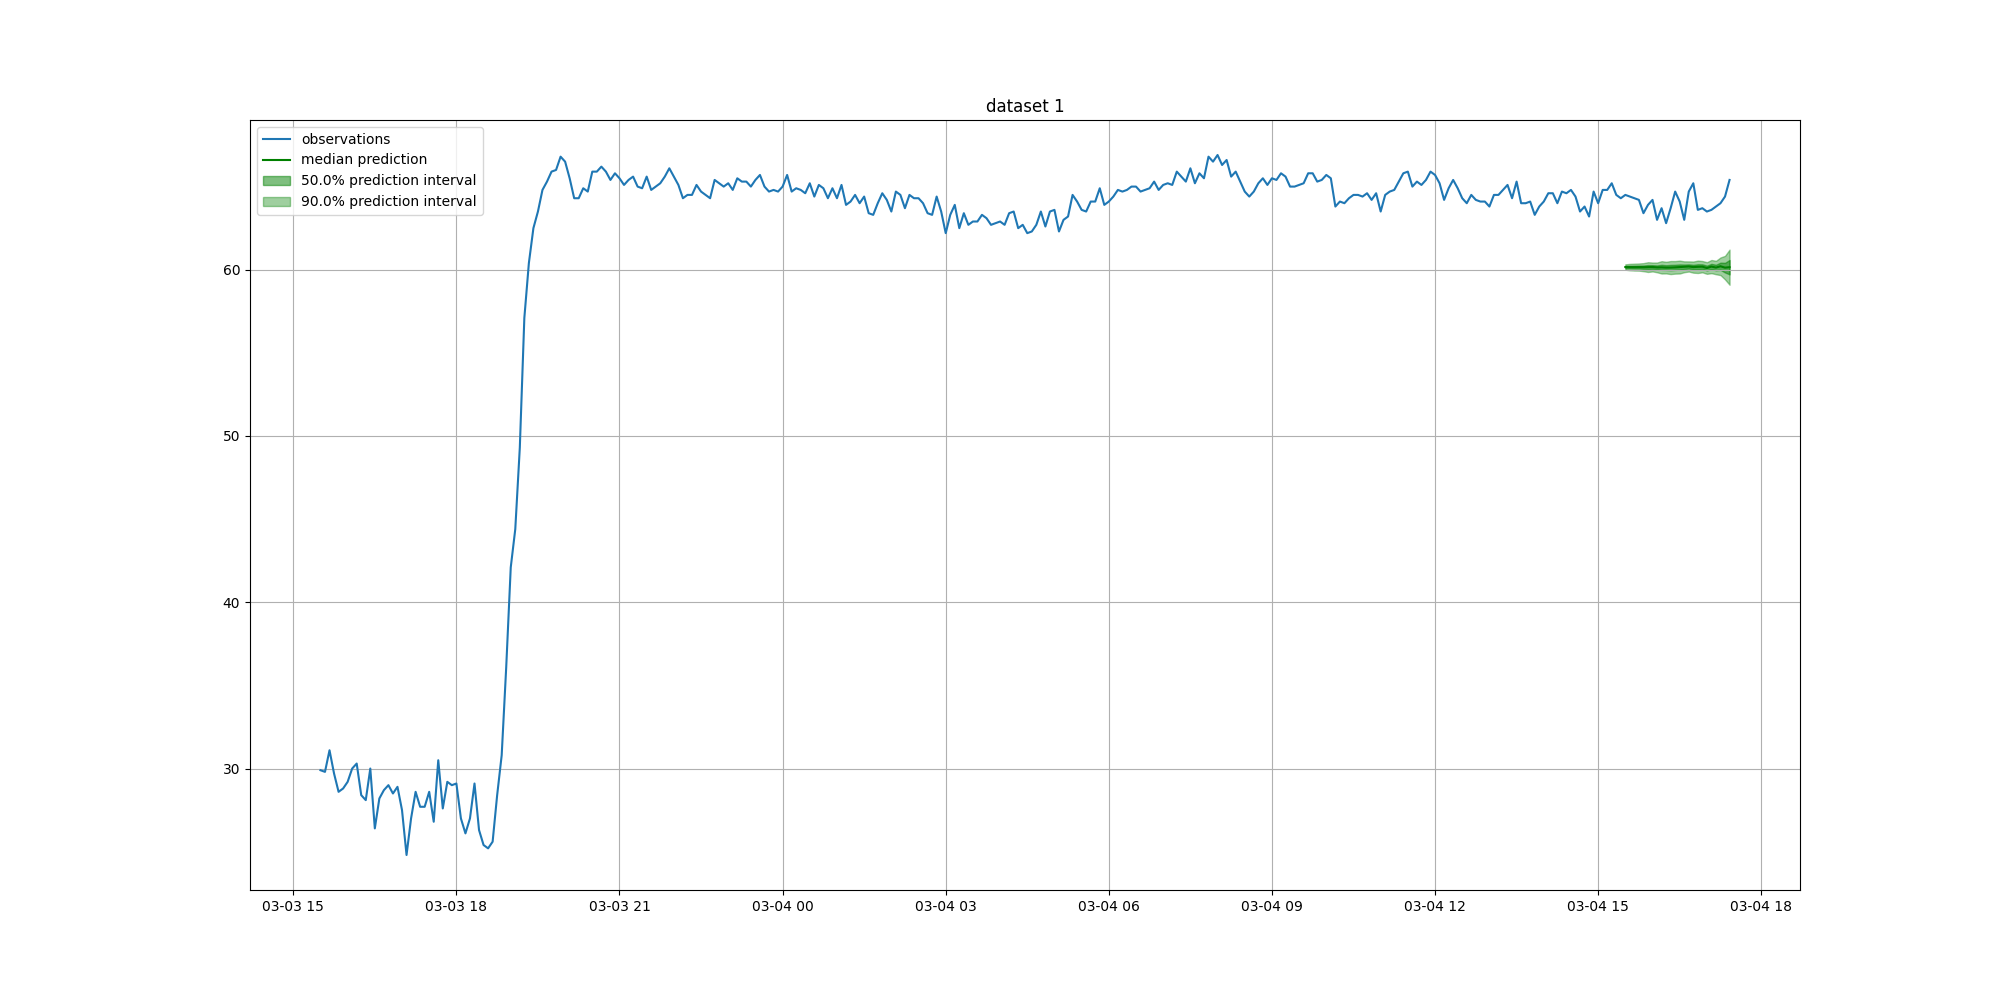 dataset 1
observations
median prediction
50.0% prediction interval
90.0% prediction interval
60
50
40
30
03-03 15
03-03 18
03-03 21
03-04 00
03-04 03
03-04 06
03-04 09
03-04 12
03-04 15
03-04 18